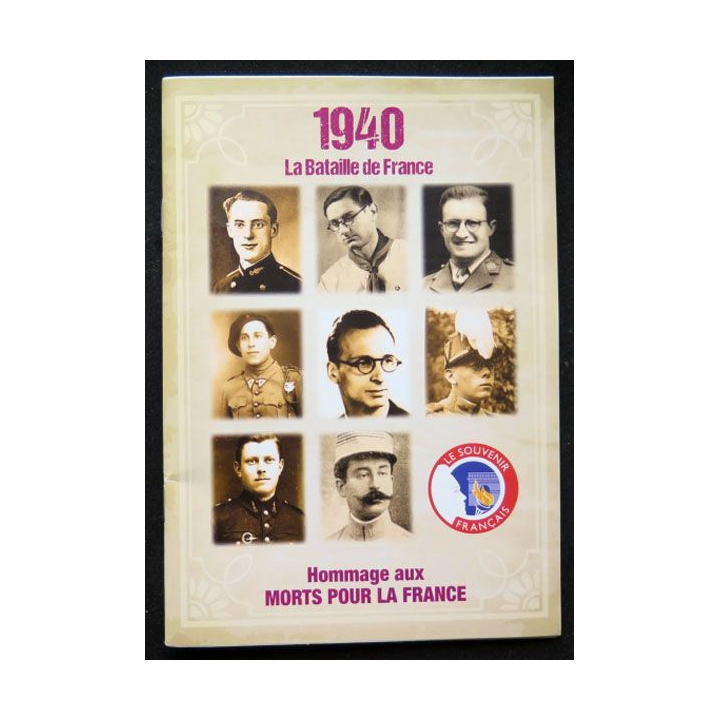 1940
La Bataille de France
LE SOUVENIR
FRANÇAIS
Hommage aux
MORTS POUR LA FRANCE